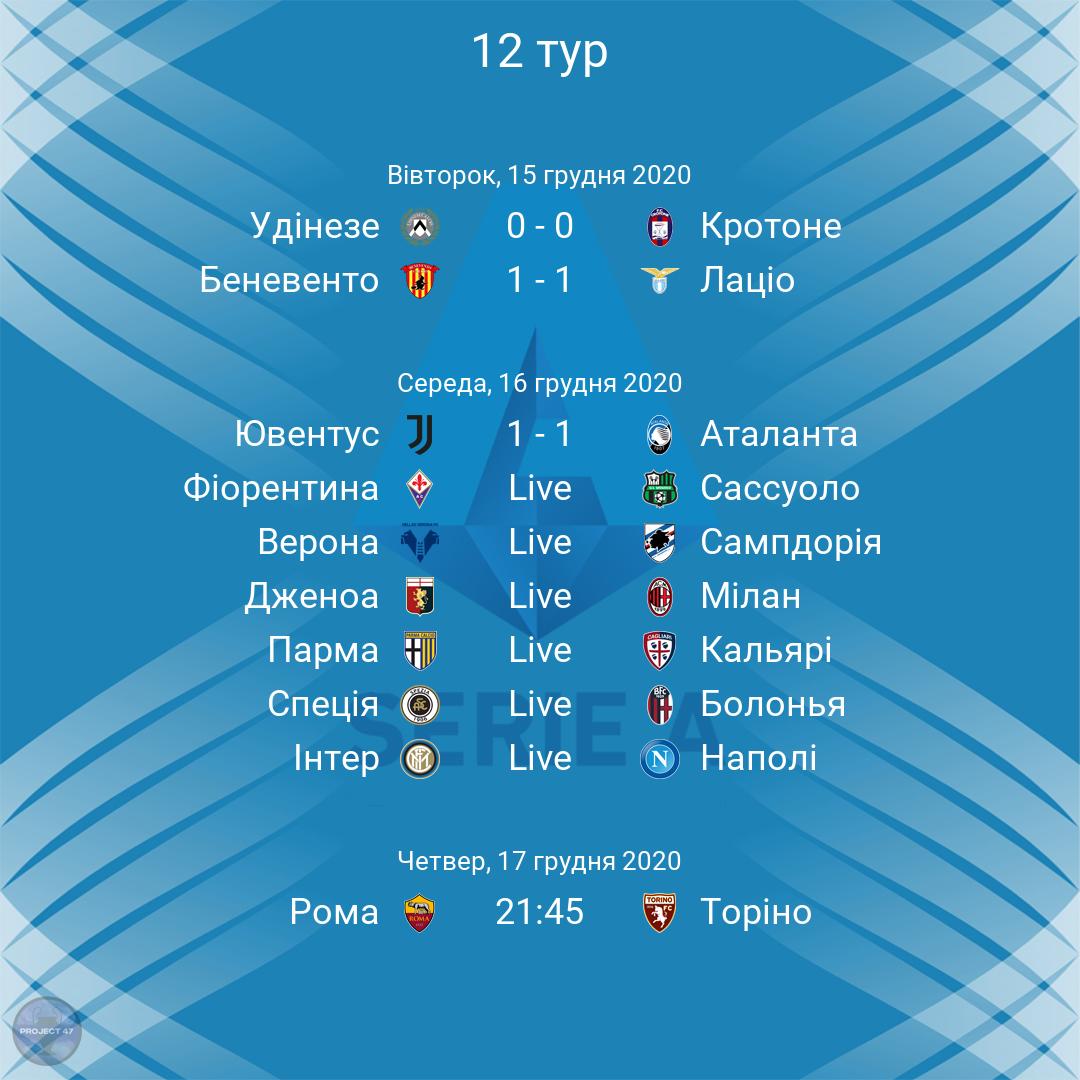 12 тур
Вівторок, 15 грудня 2020
Удінезе 0 - 0 Кротоне
Беневенто 1 - 1 Лаціо
Середа, 16 грудня 2020
Ювентус 1 - 1 Аталанта
Фіорентина Live Сассуоло
Верона Live Сампдорія
Дженоа Live Мілан
Парма Live Кальярі
Специя Live Болонья
Інтер Live Наполі
SERIE A
Четвер, 17 грудня 2020
Рома 21:45 Торіно
PROJECT 47